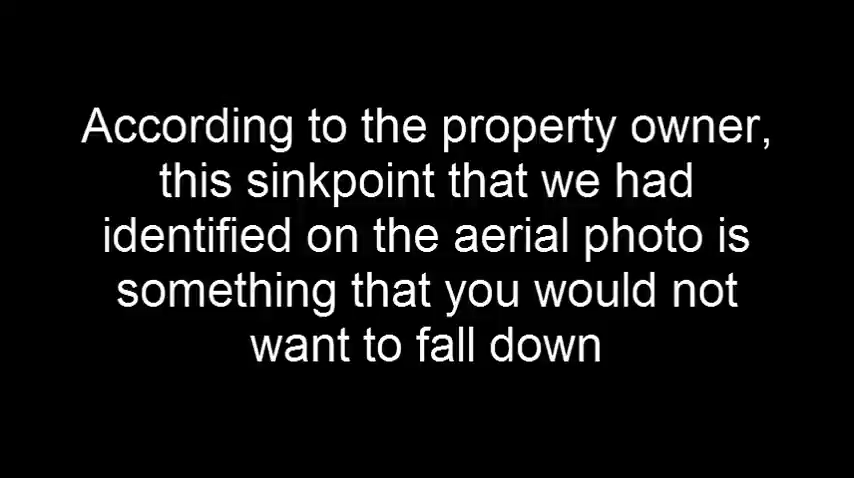 According to the property owner,
this sinkpoint that we had
identified on the aerial photo is
something that you would not
want to fall down